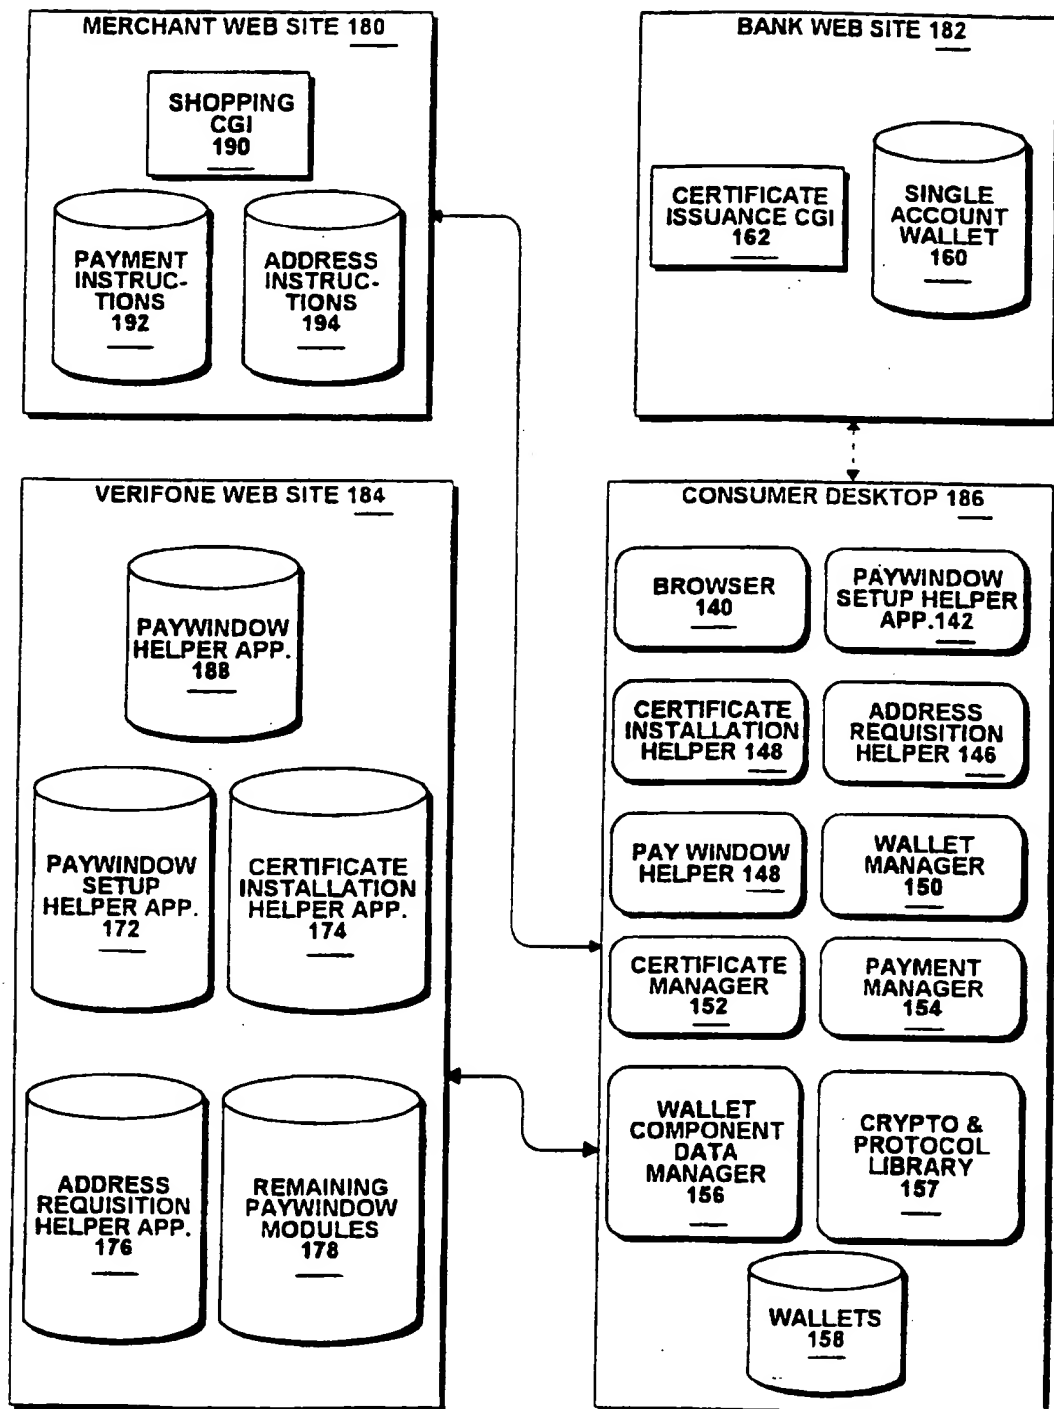 MERCHANT WEB SITE 180
SHOPPING
CGI
190
PAYMENT
INSTRUC-
TIONS
192
ADDRESS
INSTRUC-
TIONS
194
BANK WEB SITE 182
CERTIFICATE
ISSUANCE CGI
162
SINGLE
ACCOUNT
WALLET
160
VERIFONE WEB SITE 184
PAYWINDOW
HELPER APP.
188
PAYWINDOW
SETUP
HELPER APP.
172
CERTIFICATE
INSTALLATION
HELPER APP.
174
ADDRESS
REQUISITION
HELPER APP.
176
REMAINING
PAYWINDOW
MODULES
178
CONSUMER DESKTOP 186
BROWSER
140
PAYWINDOW
SETUP HELPER
APP.142
CERTIFICATE
INSTALLATION
HELPER 148
ADDRESS
REQUISITION
HELPER 146
PAY WINDOW
HELPER 148
WALLET
MANAGER
150
CERTIFICATE
MANAGER
152
PAYMENT
MANAGER
154
WALLET
COMPONENT
DATA
MANAGER
156
CRYPTO &
PROTOCOL
LIBRARY
157
WALLETS
158